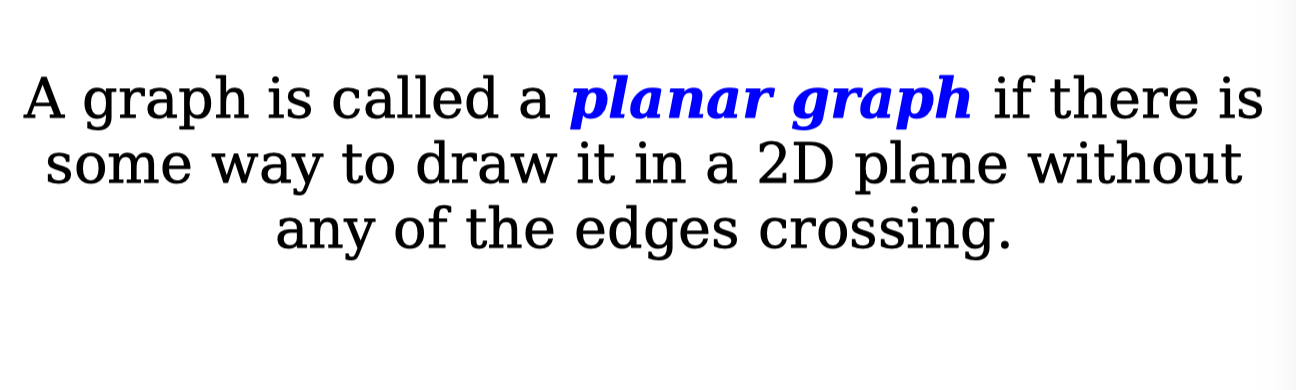 A graph is called a planar graph if there is
some way to draw it in a 2D plane without
any of the edges crossing.